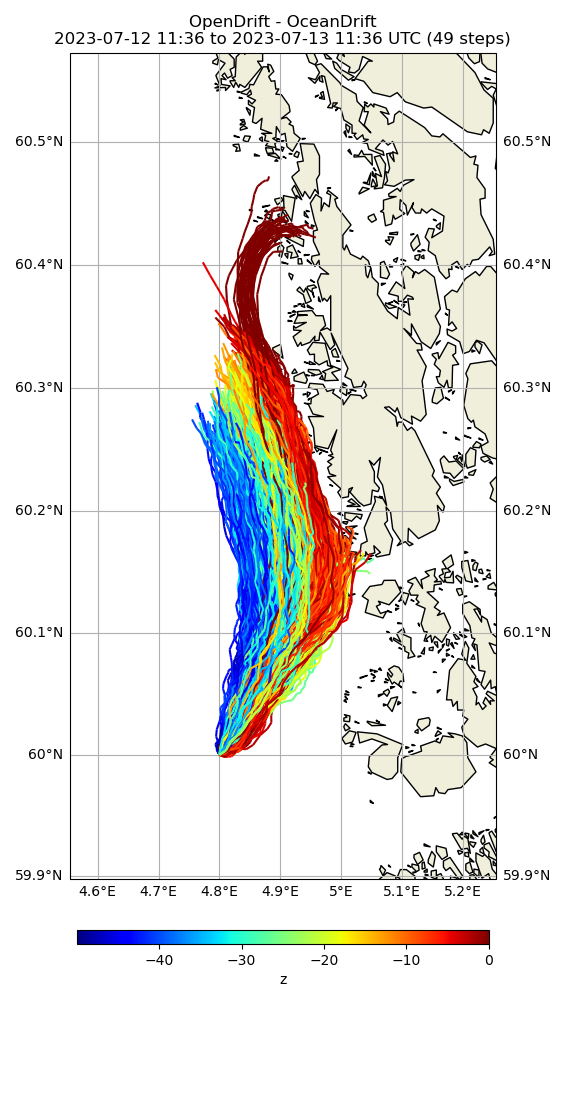 OpenDrift - OceanDrift
2023-07-12 11:36 to 2023-07-13 11:36 UTC (49 steps)
60.5°N 60.5°N
60.4°N 60.4°N
60.3°N 60.3°N
60.2°N 60.2°N
60.1°N 60.1°N
60°N 60°N
59.9°N 59.9°N
4.6°E 4.7°E 4.8°E 4.9°E 5°E 5.1°E 5.2°E
−40 −30 −20 −10 0
z